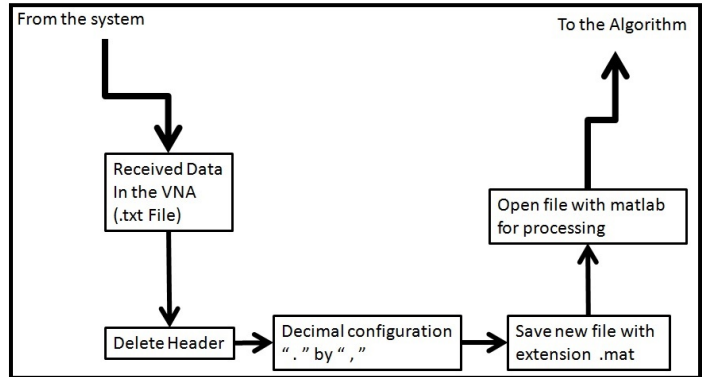 From the system
To the Algorithm
Received Data
In the VNA
(.txt File)
Open file with matlab
for processing
Delete Header
Decimal configuration
“ . ” by “ , ”
Save new file with
extension .mat